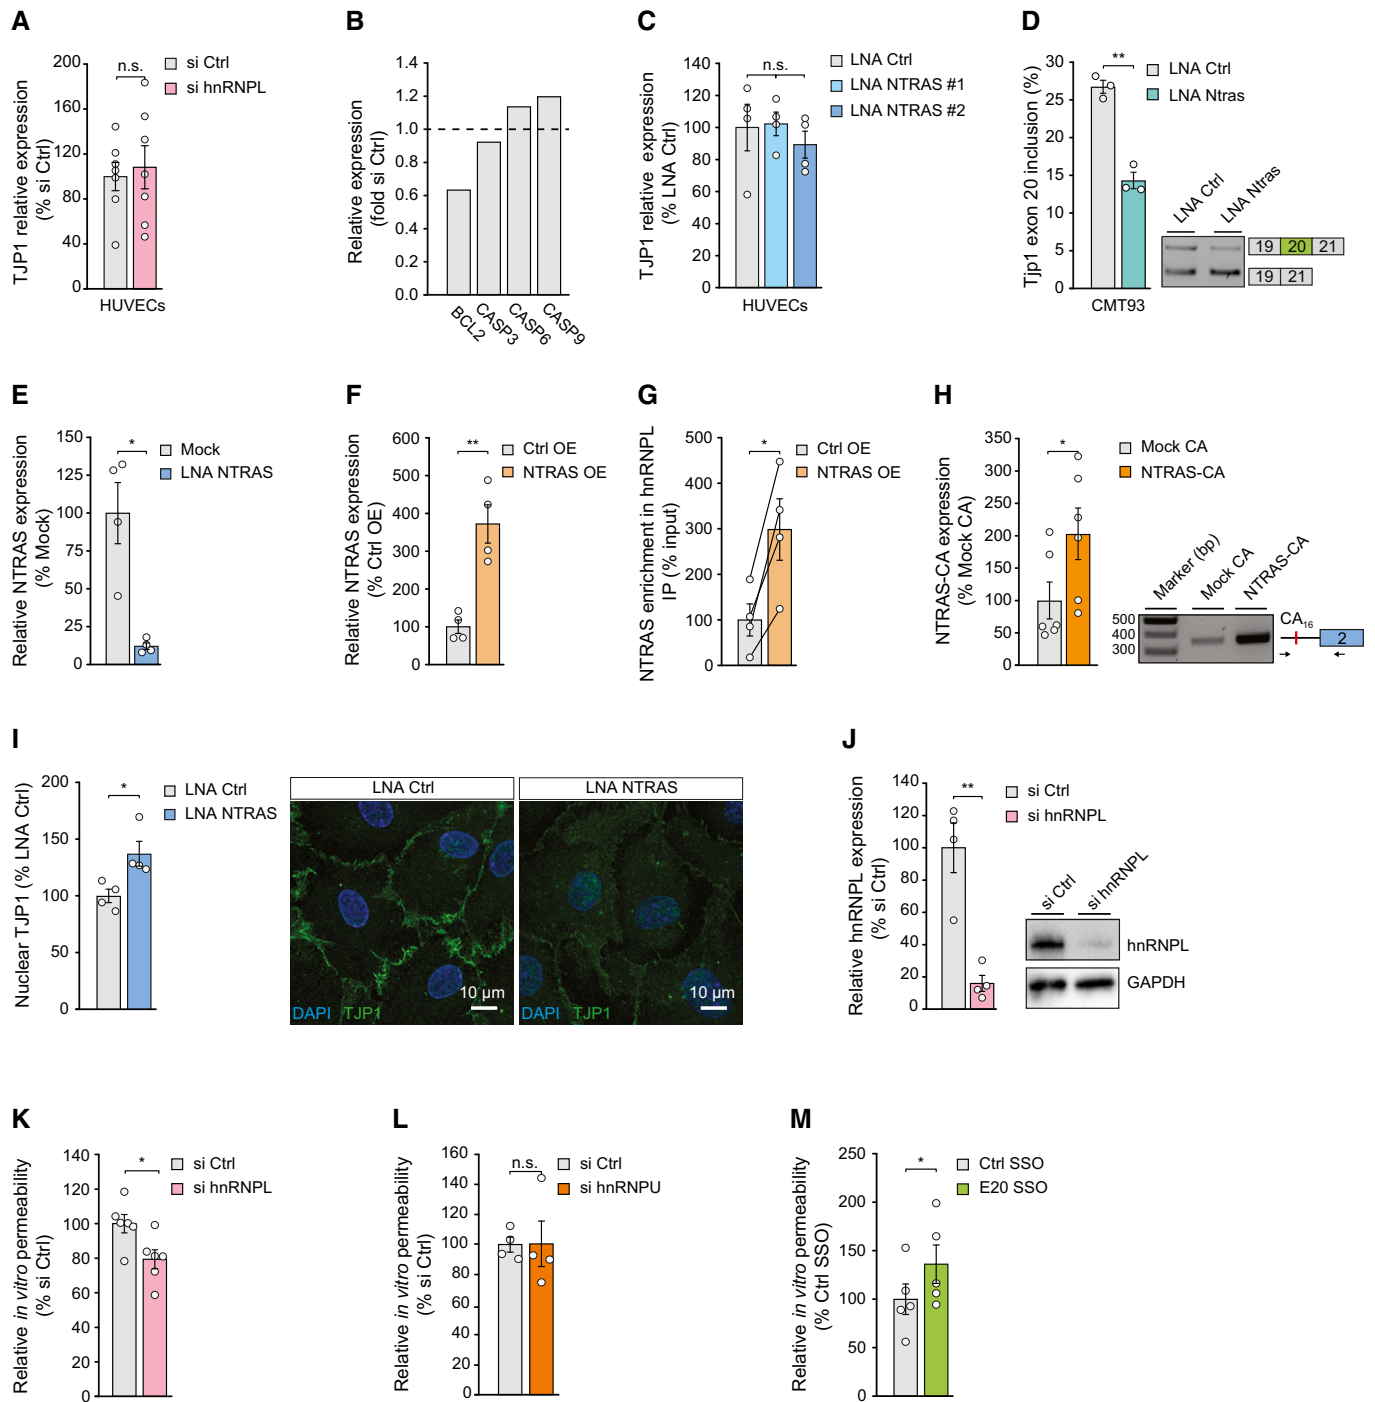 A
TJP1 relative expression
(% si Ctrl)
200
160
120
80
40
0
n.s.
si Ctrl
si hnRNPL
HUVECs
B
Relative expression
(fold si Ctrl)
1.4
1.2
1.0
0.8
0.6
0.4
0.2
0.0
BCL2
CASP3
CASP6
CASP9
C
TJP1 relative expression
(% LNA Ctrl)
140
120
100
80
60
40
20
0
n.s.
LNA Ctrl
LNA NTRAS #1
LNA NTRAS #2
HUVECs
D
Tjp1 exon 20 inclusion (%)
30
25
20
15
10
5
0
**
LNA Ctrl
LNA Ntras
CMT93
LNA Ctrl
LNA Ntras
19 20 21
19 21
E
Relative NTRAS expression
(% Mock)
150
125
100
75
50
25
0
*
Mock
LNA NTRAS
F
Relative NTRAS expression
(% Ctrl OE)
600
500
400
300
200
100
0
**
Ctrl OE
NTRAS OE
G
NTRAS enrichment in hnRNPL
IP (% input)
500
400
300
200
100
0
*
Ctrl OE
NTRAS OE
H
NTRAS-CA expression
(% Mock CA)
350
300
250
200
150
100
50
0
*
Mock CA
NTRAS-CA
Marker (bp)
Mock CA
NTRAS-CA
500
400
300
CA16
2
I
Nuclear TJP1 (% LNA Ctrl)
200
150
100
50
0
*
LNA Ctrl
LNA NTRAS
LNA Ctrl
LNA NTRAS
DAPI TJP1
10 µm
DAPI TJP1
10 µm
J
Relative hnRNPL expression
(% si Ctrl)
140
120
100
80
60
40
20
0
**
si Ctrl
si hnRNPL
si Ctrl
si hnRNPL
hnRNPL
GAPDH
K
Relative in vitro permeability
(% si Ctrl)
140
120
100
80
60
40
20
0
*
si Ctrl
si hnRNPL
L
Relative in vitro permeability
(% si Ctrl)
160
140
120
100
80
60
40
20
0
n.s.
si Ctrl
si hnRNPU
M
Relative in vitro permeability
(% Ctrl SSO)
250
200
150
100
50
0
*
Ctrl SSO
E20 SSO